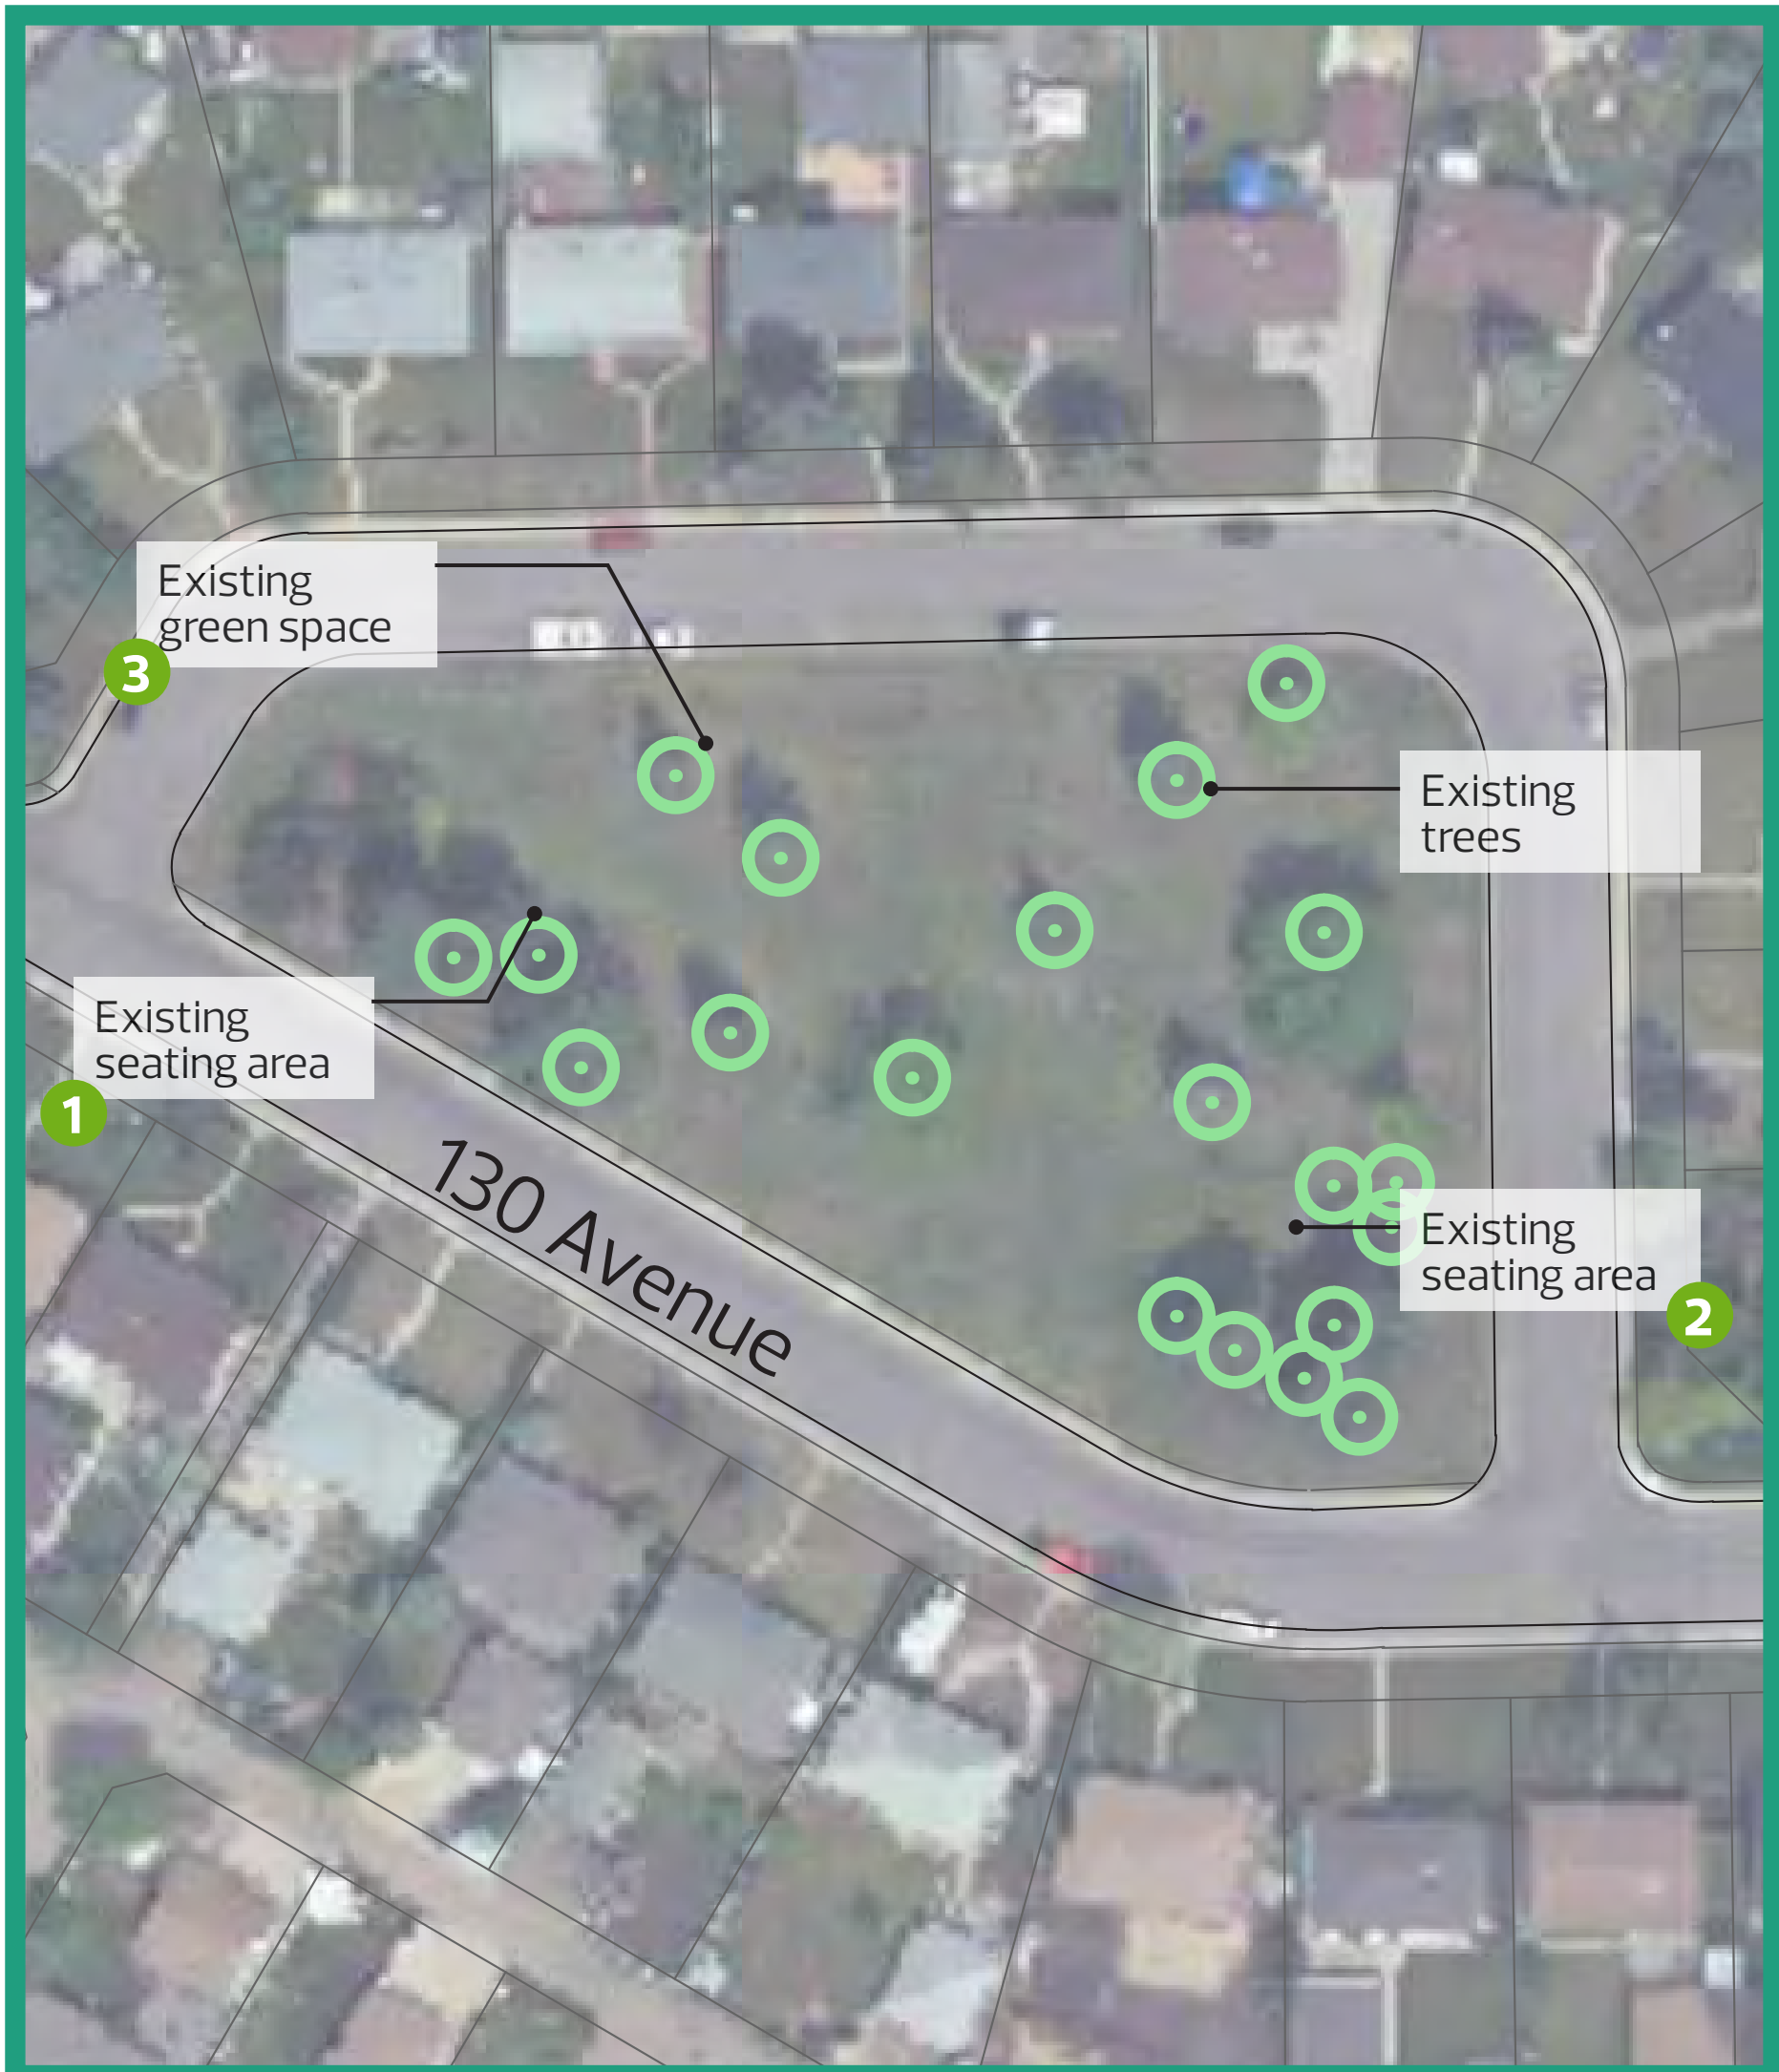 Existing
green space
3
Existing
trees
Existing
seating area
1
130 Avenue
Existing
seating area
2